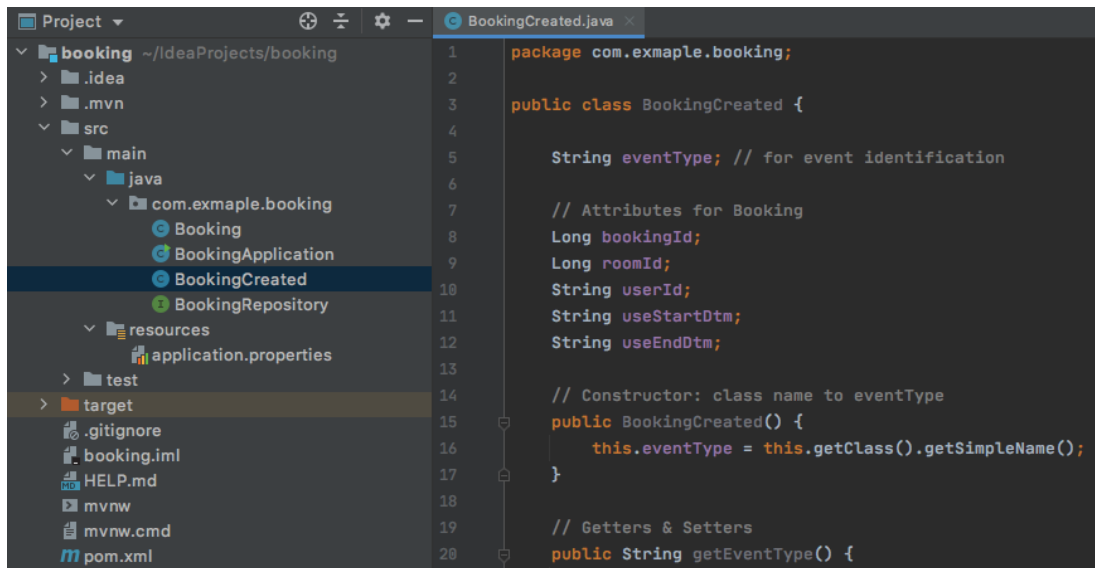 Project
booking ~/IdeaProjects/booking
.idea
.mvn
src
main
java
com.exmaple.booking
Booking
BookingApplication
BookingCreated
BookingRepository
resources
application.properties
test
target
.gitignore
booking.iml
HELP.md
mvnw
mvnw.cmd
pom.xml
BookingCreated.java
1 package com.exmaple.booking;
2
3 public class BookingCreated {
4
5 String eventType; // for event identification
6
7 // Attributes for Booking
8 Long bookingId;
9 Long roomId;
10 String userId;
11 String useStartDtm;
12 String useEndDtm;
13
14 // Constructor: class name to eventType
15 public BookingCreated() {
16 this.eventType = this.getClass().getSimpleName();
17 }
18
19 // Getters & Setters
20 public String getEventType() {